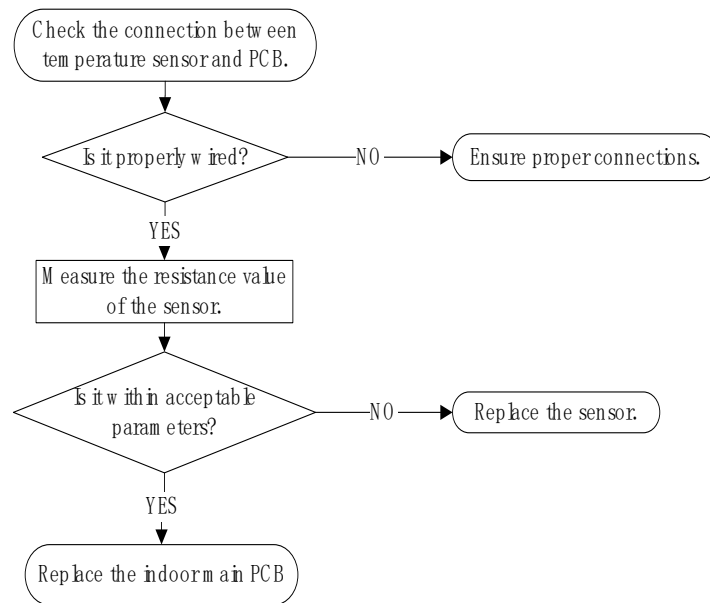 Check the connection between
temperature sensor and PCB.
Is it properly wired?
NO
Ensure proper connections.
YES
Measure the resistance value
of the sensor.
Is it within acceptable
parameters?
NO
Replace the sensor.
YES
Replace the indoor main PCB